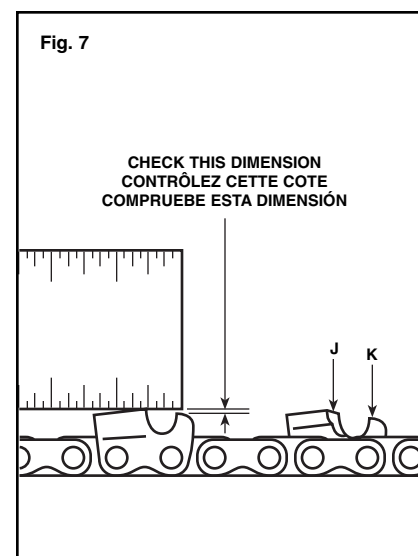 Fig. 7
CHECK THIS DIMENSION
CONTRÔLEZ CETTE COTE
COMPRUEBE ESTA DIMENSIÓN
J
K